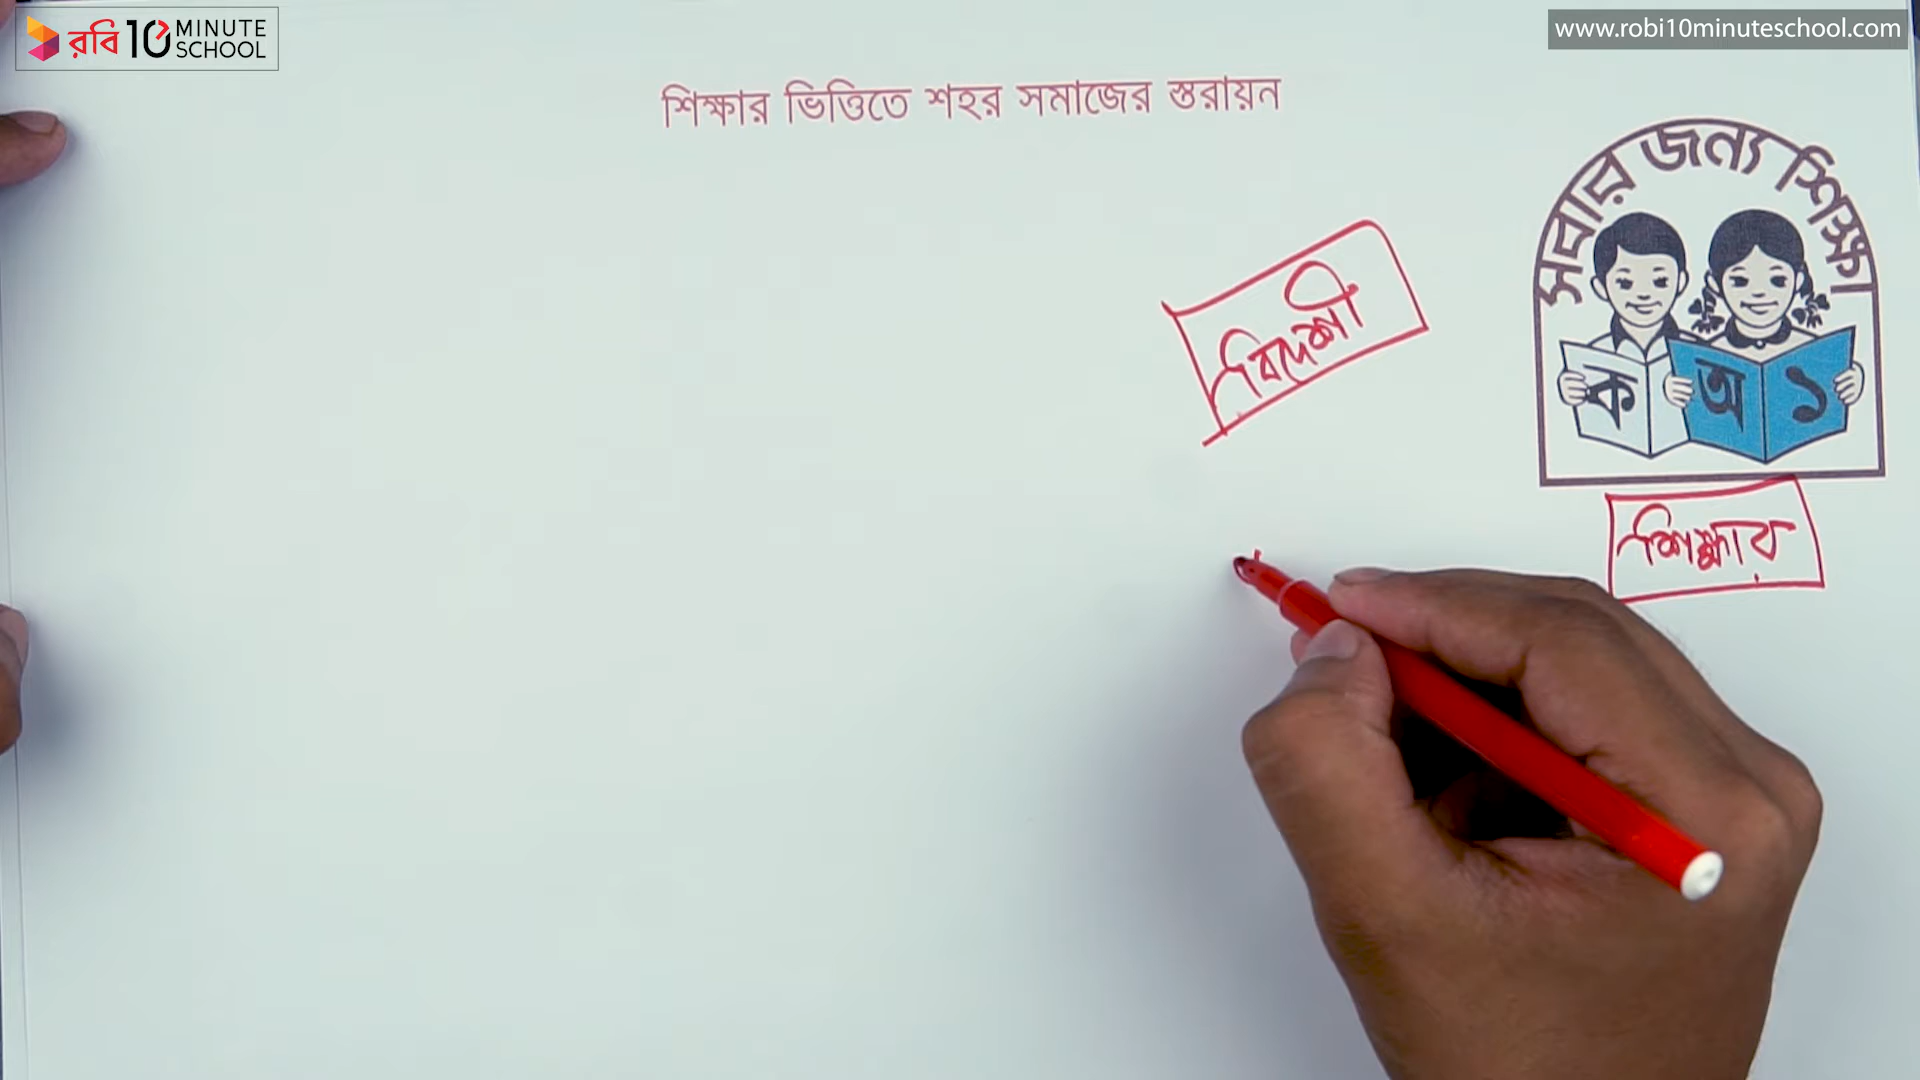 রবি 10 MINUTE SCHOOL
www.robi10minuteschool.com
শিক্ষার ভিত্তিতে শহর সমাজের স্তরায়ন
সবার জন্য শিক্ষা
বিদেশী
ক অ ১
শিক্ষার